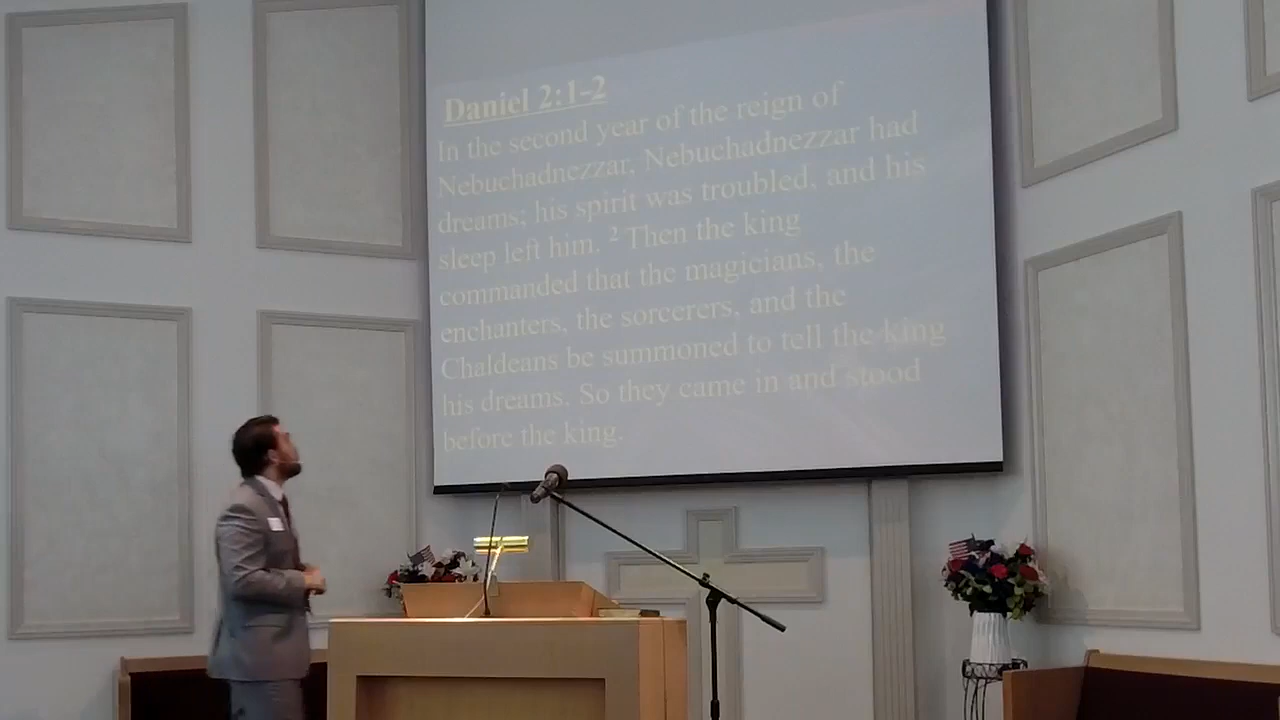 Daniel 2:1-2
In the second year of the reign of
Nebuchadnezzar, Nebuchadnezzar had
dreams; his spirit was troubled, and his
sleep left him. ² Then the king
commanded that the magicians, the
enchanters, the sorcerers, and the
Chaldeans be summoned to tell the king
his dreams. So they came in and stood
before the king.